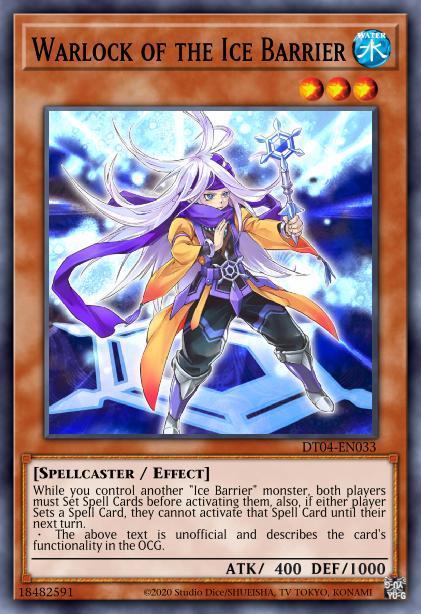 WARLOCK OF THE ICE BARRIER
WATER
水
DT04-EN033
[SPELLCASTER / EFFECT]
While you control another "Ice Barrier" monster, both players
must Set Spell Cards before activating them, also, if either player
Sets a Spell Card, they cannot activate that Spell Card until their
next turn.
· The above text is unofficial and describes the card's
functionality in the OCG.
ATK/ 400 DEF/1000
18482591
©2020 Studio Dice/SHUEISHA, TV TOKYO, KONAMI